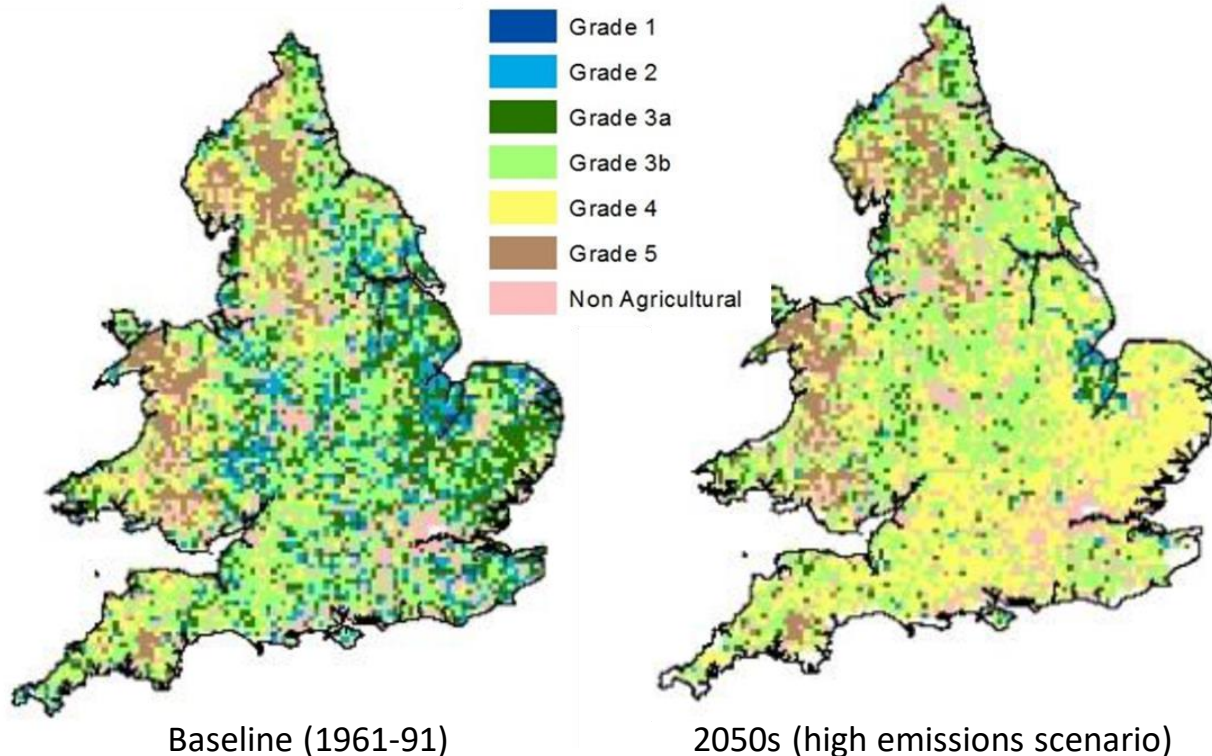 Grade 1
Grade 2
Grade 3a
Grade 3b
Grade 4
Grade 5
Non Agricultural
Baseline (1961-91)
2050s (high emissions scenario)